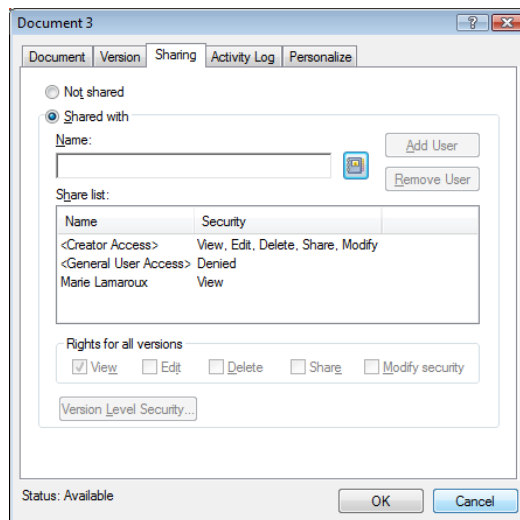 Document 3
Document Version Sharing Activity Log Personalize
Not shared
Shared with
Name:
Add User
Remove User
Share list:
Name Security
<Creator Access> View, Edit, Delete, Share, Modify
<General User Access> Denied
Marie Lamaroux View
Rights for all versions
View Edit Delete Share Modify security
Version Level Security...
Status: Available
OK Cancel